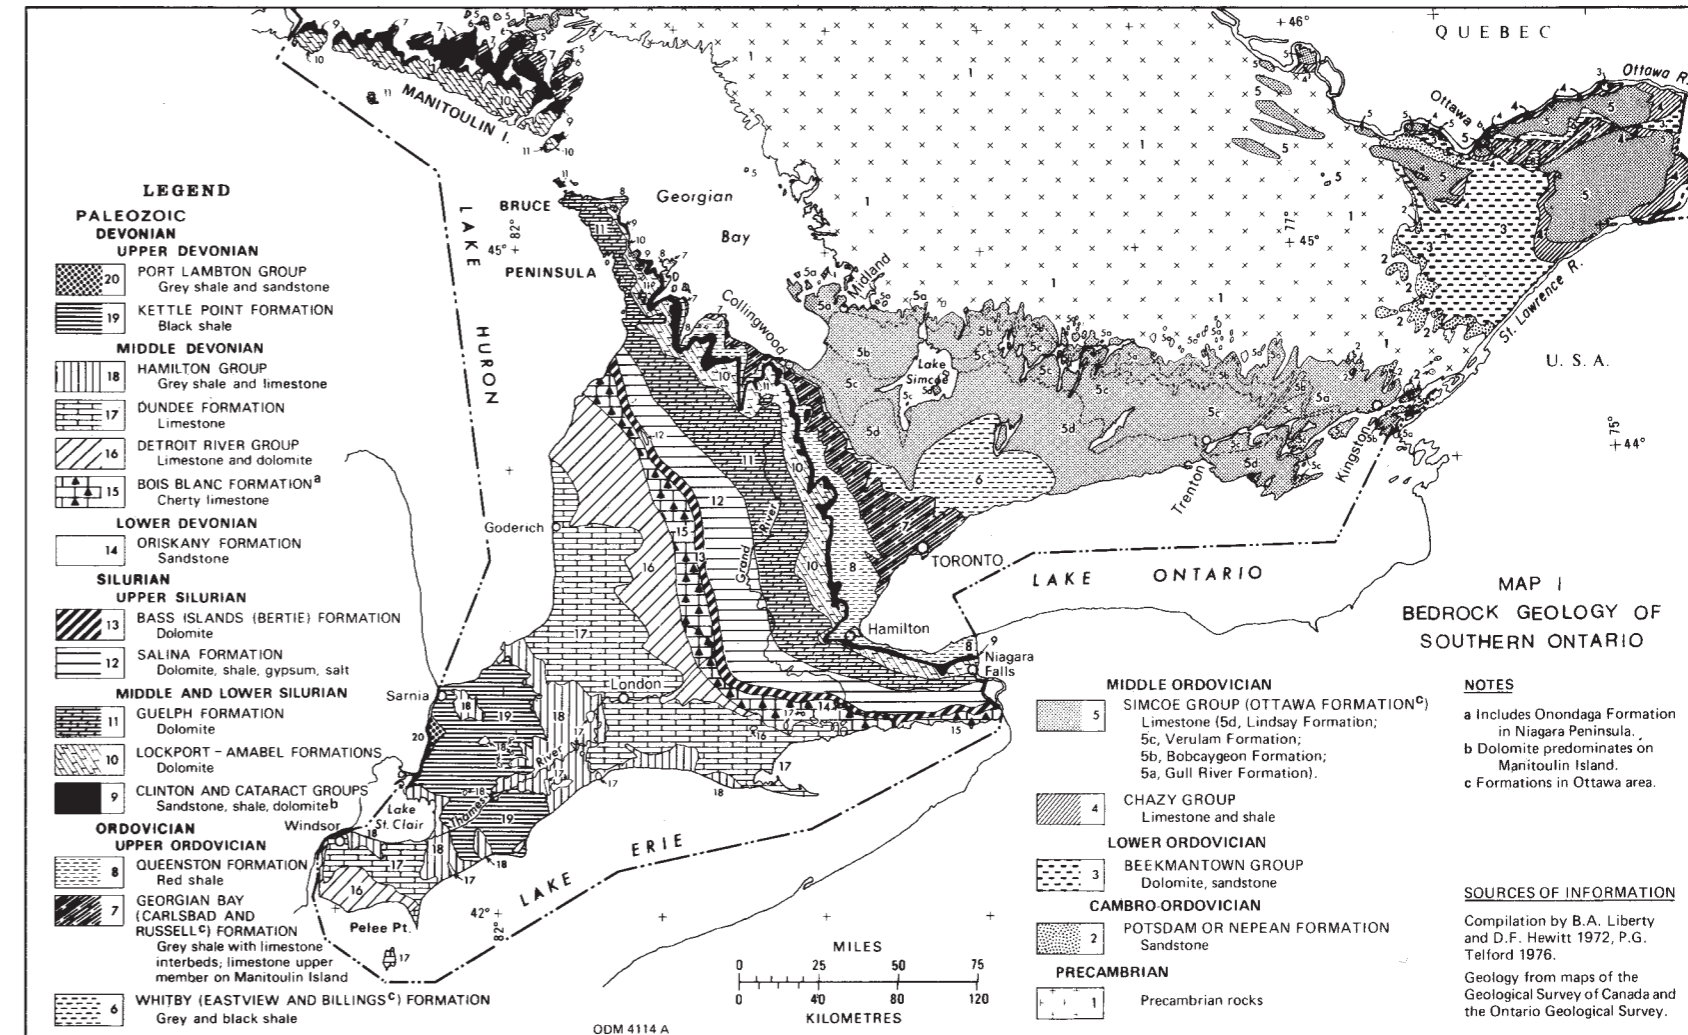 QUEBEC
Ottawa R.
Ottawa
46°
MANITOULIN I.
Georgian
Bay
BRUCE
PENINSULA
LAKE HURON
82°
45°
77°
45°
Midland
Collingwood
Lake
Simcoe
St. Lawrence R.
U.S.A.
75°
44°
Kingston
Trenton
Goderich
Grand River
TORONTO
LAKE ONTARIO
Hamilton
Niagara
Falls
Sarnia
London
Thames River
Lake
St. Clair
Windsor
LAKE ERIE
Pelee Pt.
42°
82°
LEGEND
PALEOZOIC
DEVONIAN
UPPER DEVONIAN
20 PORT LAMBTON GROUP
Grey shale and sandstone
19 KETTLE POINT FORMATION
Black shale
MIDDLE DEVONIAN
18 HAMILTON GROUP
Grey shale and limestone
17 DUNDEE FORMATION
Limestone
16 DETROIT RIVER GROUP
Limestone and dolomite
15 BOIS BLANC FORMATION a
Cherty limestone
LOWER DEVONIAN
14 ORISKANY FORMATION
Sandstone
SILURIAN
UPPER SILURIAN
13 BASS ISLANDS (BERTIE) FORMATION
Dolomite
12 SALINA FORMATION
Dolomite, shale, gypsum, salt
MIDDLE AND LOWER SILURIAN
11 GUELPH FORMATION
Dolomite
10 LOCKPORT – AMABEL FORMATIONS
Dolomite
9 CLINTON AND CATARACT GROUPS
Sandstone, shale, dolomite b
ORDOVICIAN
UPPER ORDOVICIAN
8 QUEENSTON FORMATION
Red shale
7 GEORGIAN BAY
(CARLSBAD AND
RUSSELL c) FORMATION
Grey shale with limestone
interbeds; limestone upper
member on Manitoulin Island
6 WHITBY (EASTVIEW AND BILLINGS c) FORMATION
Grey and black shale
MIDDLE ORDOVICIAN
5 SIMCOE GROUP (OTTAWA FORMATION c)
Limestone (5d, Lindsay Formation;
5c, Verulam Formation;
5b, Bobcaygeon Formation;
5a, Gull River Formation).
4 CHAZY GROUP
Limestone and shale
LOWER ORDOVICIAN
3 BEEKMANTOWN GROUP
Dolomite, sandstone
CAMBRO-ORDOVICIAN
2 POTSDAM OR NEPEAN FORMATION
Sandstone
PRECAMBRIAN
1 Precambrian rocks
MILES
0 25 50 75
0 40 80 120
KILOMETRES
ODM 4114 A
MAP I
BEDROCK GEOLOGY OF
SOUTHERN ONTARIO
NOTES
a Includes Onondaga Formation
in Niagara Peninsula.
b Dolomite predominates on
Manitoulin Island.
c Formations in Ottawa area.
SOURCES OF INFORMATION
Compilation by B.A. Liberty
and D.F. Hewitt 1972, P.G.
Telford 1976.
Geology from maps of the
Geological Survey of Canada and
the Ontario Geological Survey.